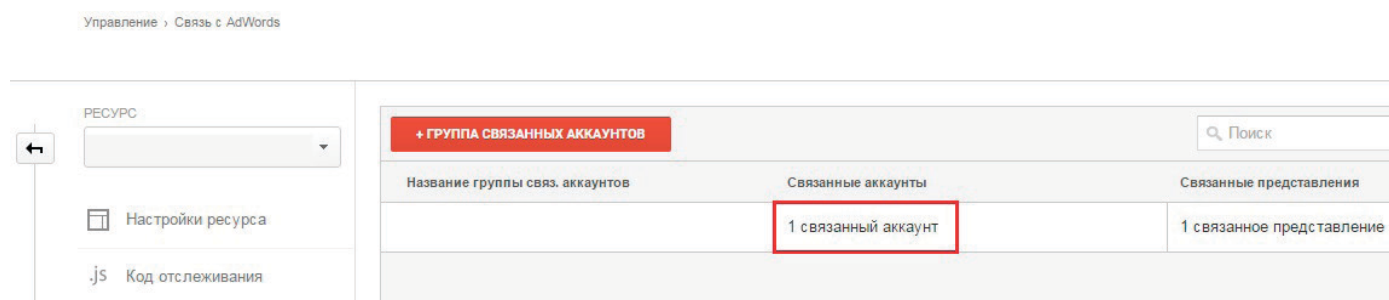 Управление › Связь с AdWords
РЕСУРС
+ ГРУППА СВЯЗАННЫХ АККАУНТОВ
Поиск
Название группы связ. аккаунтов
Связанные аккаунты
Связанные представления
Настройки ресурса
1 связанный аккаунт
1 связанное представление
.js Код отслеживания